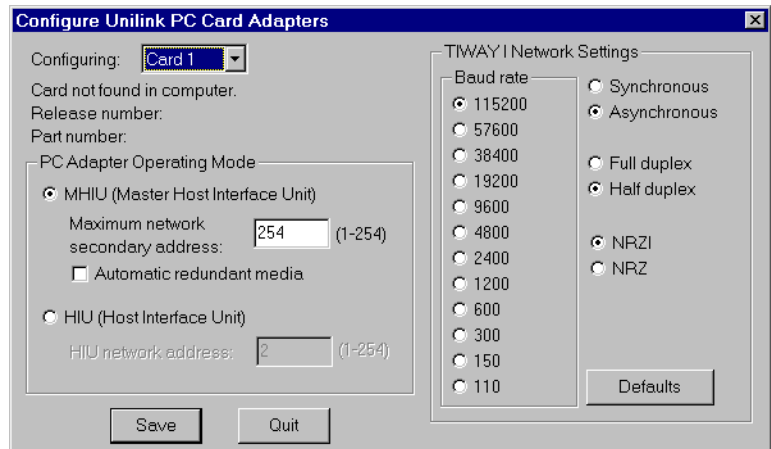 Configure Unilink PC Card Adapters
Configuring: Card 1
Card not found in computer.
Release number:
Part number:
PC Adapter Operating Mode
MHIU (Master Host Interface Unit)
Maximum network
secondary address: 254 (1-254)
Automatic redundant media
HIU (Host Interface Unit)
HIU network address: 2 (1-254)
Save Quit
TIWAY I Network Settings
Baud rate
115200
57600
38400
19200
9600
4800
2400
1200
600
300
150
110
Synchronous
Asynchronous
Full duplex
Half duplex
NRZI
NRZ
Defaults